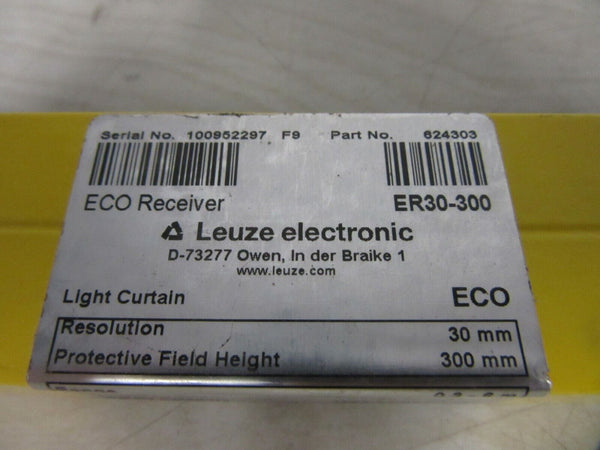 Serial No. 100952297 F9 Part No. 624303
ECO Receiver ER30-300
Leuze electronic
D-73277 Owen, In der Braike 1
www.leuze.com
Light Curtain ECO
Resolution 30 mm
Protective Field Height 300 mm